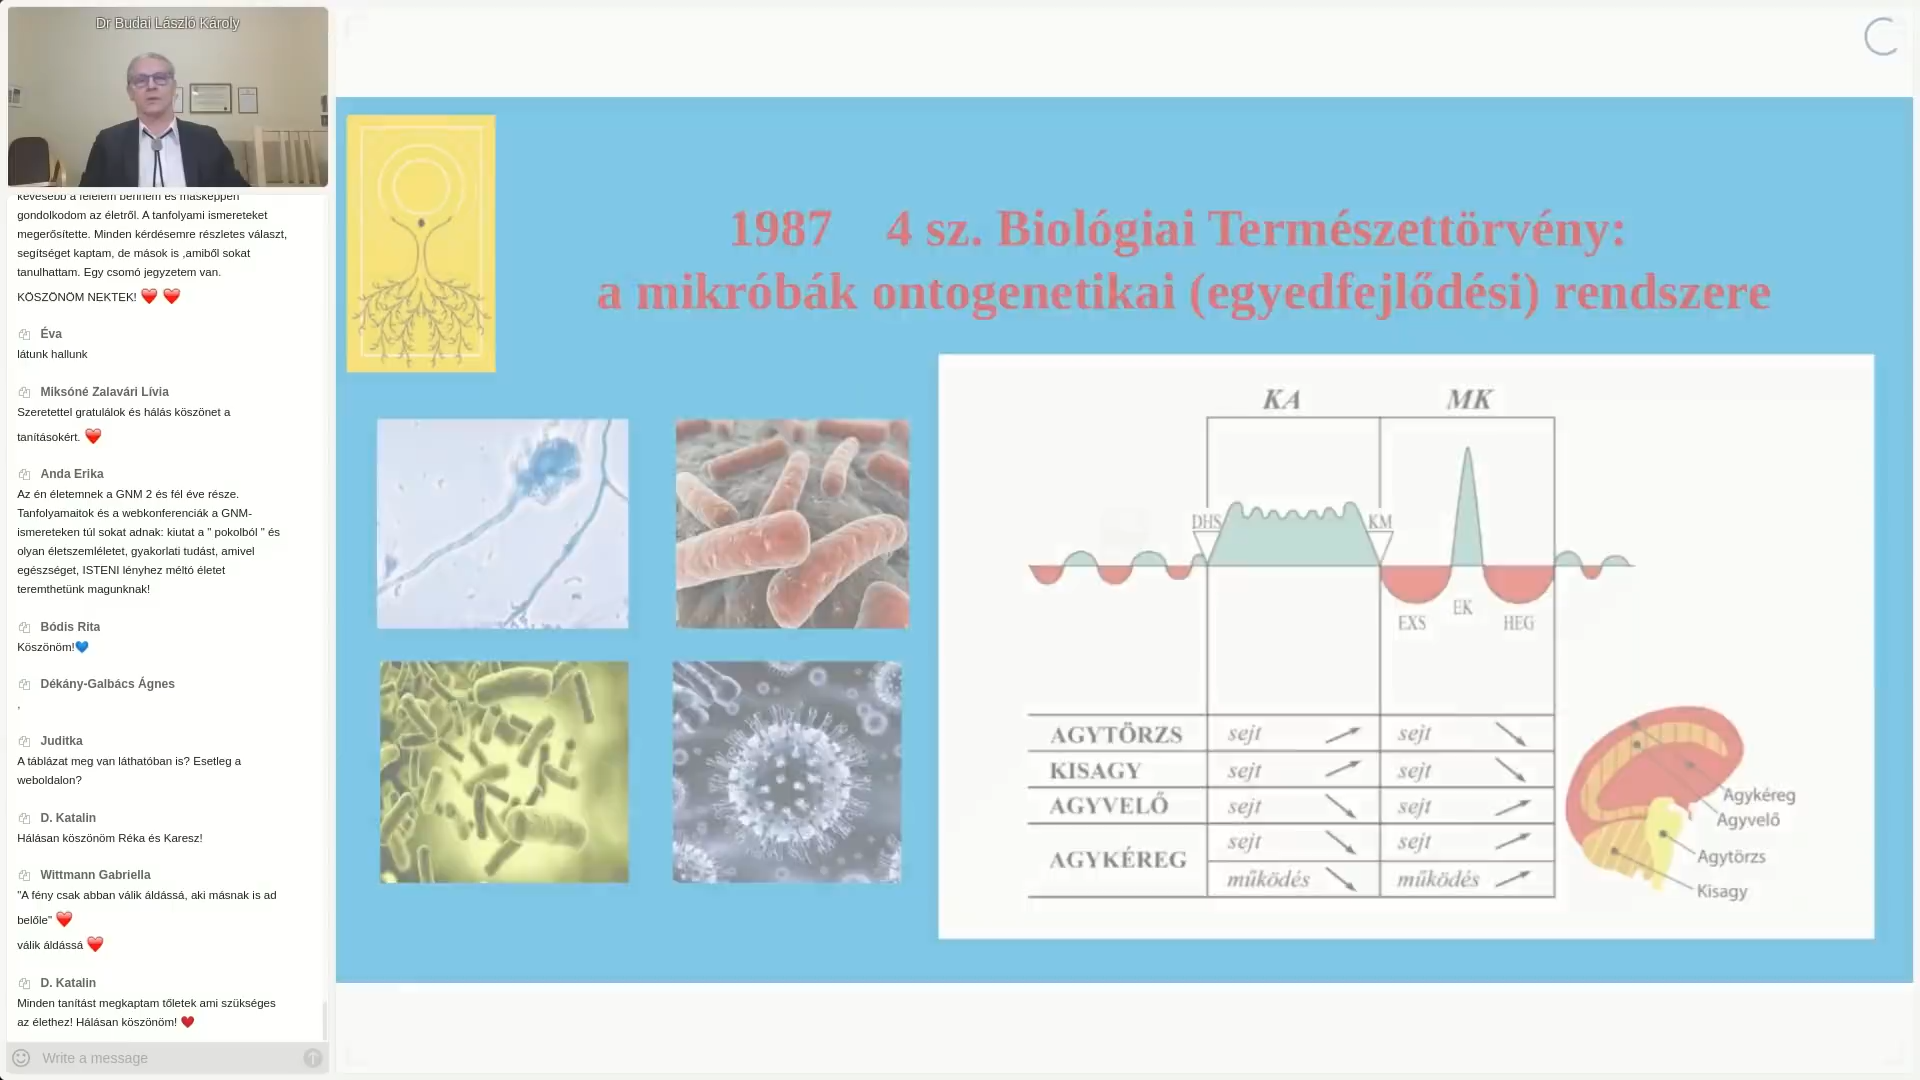 Dr Budai László Károly
kevesebb a félelem bennem és másképpen
gondolkodom az életről. A tanfolyami ismereteket
megerősítette. Minden kérdésemre részletes választ,
segítséget kaptam, de mások is ,amiből sokat
tanulhattam. Egy csomó jegyzetem van.
KÖSZÖNÖM NEKTEK! ❤️ ❤️
Éva
látunk hallunk
Miksóné Zalavári Lívia
Szeretettel gratulálok és hálás köszönet a
tanításokért. ❤️
Anda Erika
Az én életemnek a GNM 2 és fél éve része.
Tanfolyamaitok és a webkonferenciák a GNM-
ismereteken túl sokat adnak: kiutat a " pokolból " és
olyan életszemléletet, gyakorlati tudást, amivel
egészséget, ISTENI lényhez méltó életet
teremthetünk magunknak!
Bódis Rita
Köszönöm!💙
Dékány-Galbács Ágnes
,
Juditka
A táblázat meg van láthatóban is? Esetleg a
weboldalon?
D. Katalin
Hálásan köszönöm Réka és Karesz!
Wittmann Gabriella
"A fény csak abban válik áldássá, aki másnak is ad
belőle" ❤️
válik áldássá ❤️
D. Katalin
Minden tanítást megkaptam tőletek ami szükséges
az élethez! Hálásan köszönöm! ❤️
Write a message
1987 4 sz. Biológiai Természettörvény:
a mikróbák ontogenetikai (egyedfejlődési) rendszere
KA MK
DHS KM
EXS EK HEG
AGYTÖRZS sejt sejt
KISAGY sejt sejt
AGYVELŐ sejt sejt
AGYKÉREG sejt sejt
működés működés
Agykéreg
Agyvelő
Agytörzs
Kisagy